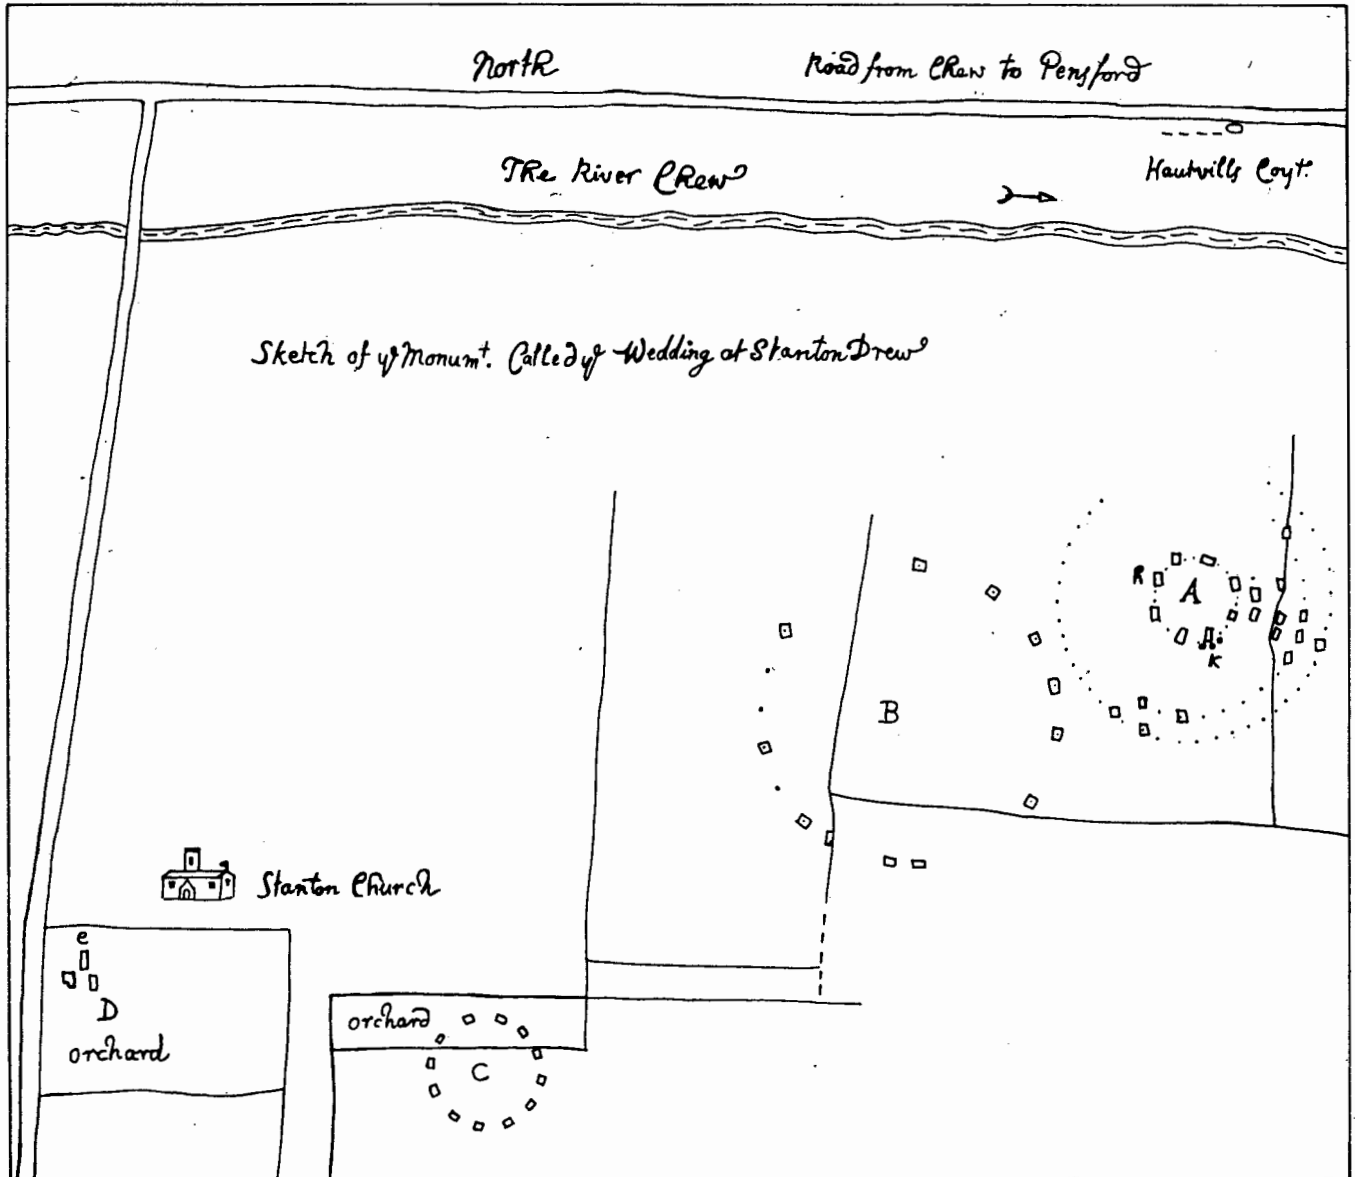 North
Road from Chew to Pensford
Hautvills Coyt.
The River Chew
Sketch of yᵉ Monumᵗ. Called yᵉ Wedding at Stanton Drew
R
A
K
B
Stanton Church
e
D
orchard
orchard
C